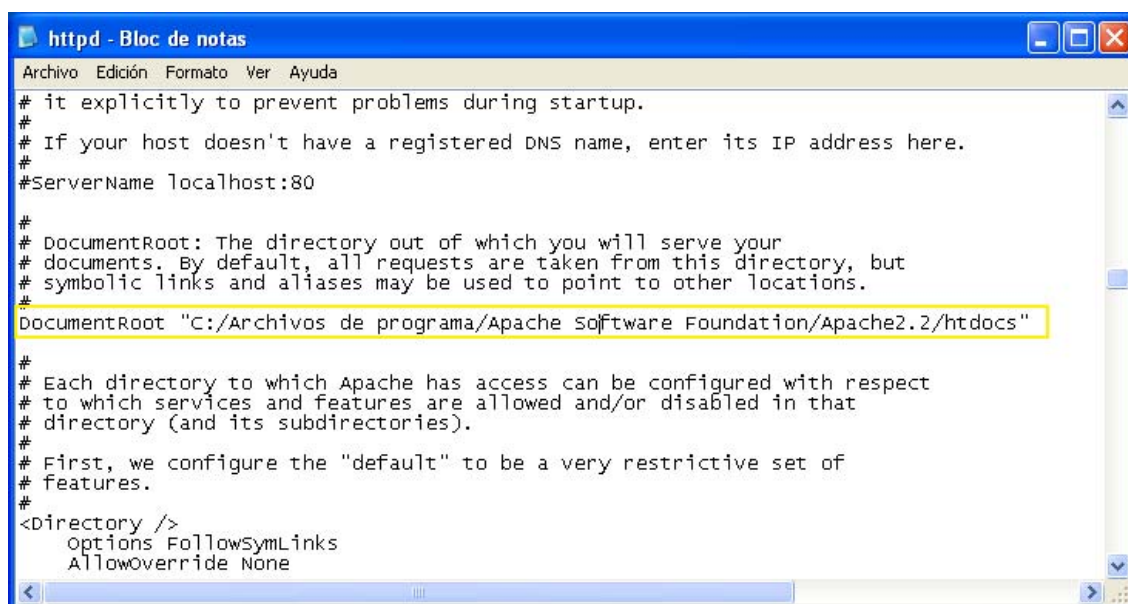 httpd - Bloc de notas
Archivo Edición Formato Ver Ayuda
# it explicitly to prevent problems during startup.
#
# If your host doesn't have a registered DNS name, enter its IP address here.
#
#ServerName localhost:80
#
# DocumentRoot: The directory out of which you will serve your
# documents. By default, all requests are taken from this directory, but
# symbolic links and aliases may be used to point to other locations.
#
DocumentRoot "C:/Archivos de programa/Apache Software Foundation/Apache2.2/htdocs"
#
# Each directory to which Apache has access can be configured with respect
# to which services and features are allowed and/or disabled in that
# directory (and its subdirectories).
#
# First, we configure the "default" to be a very restrictive set of
# features.
#
<Directory />
    Options FollowSymLinks
    AllowOverride None